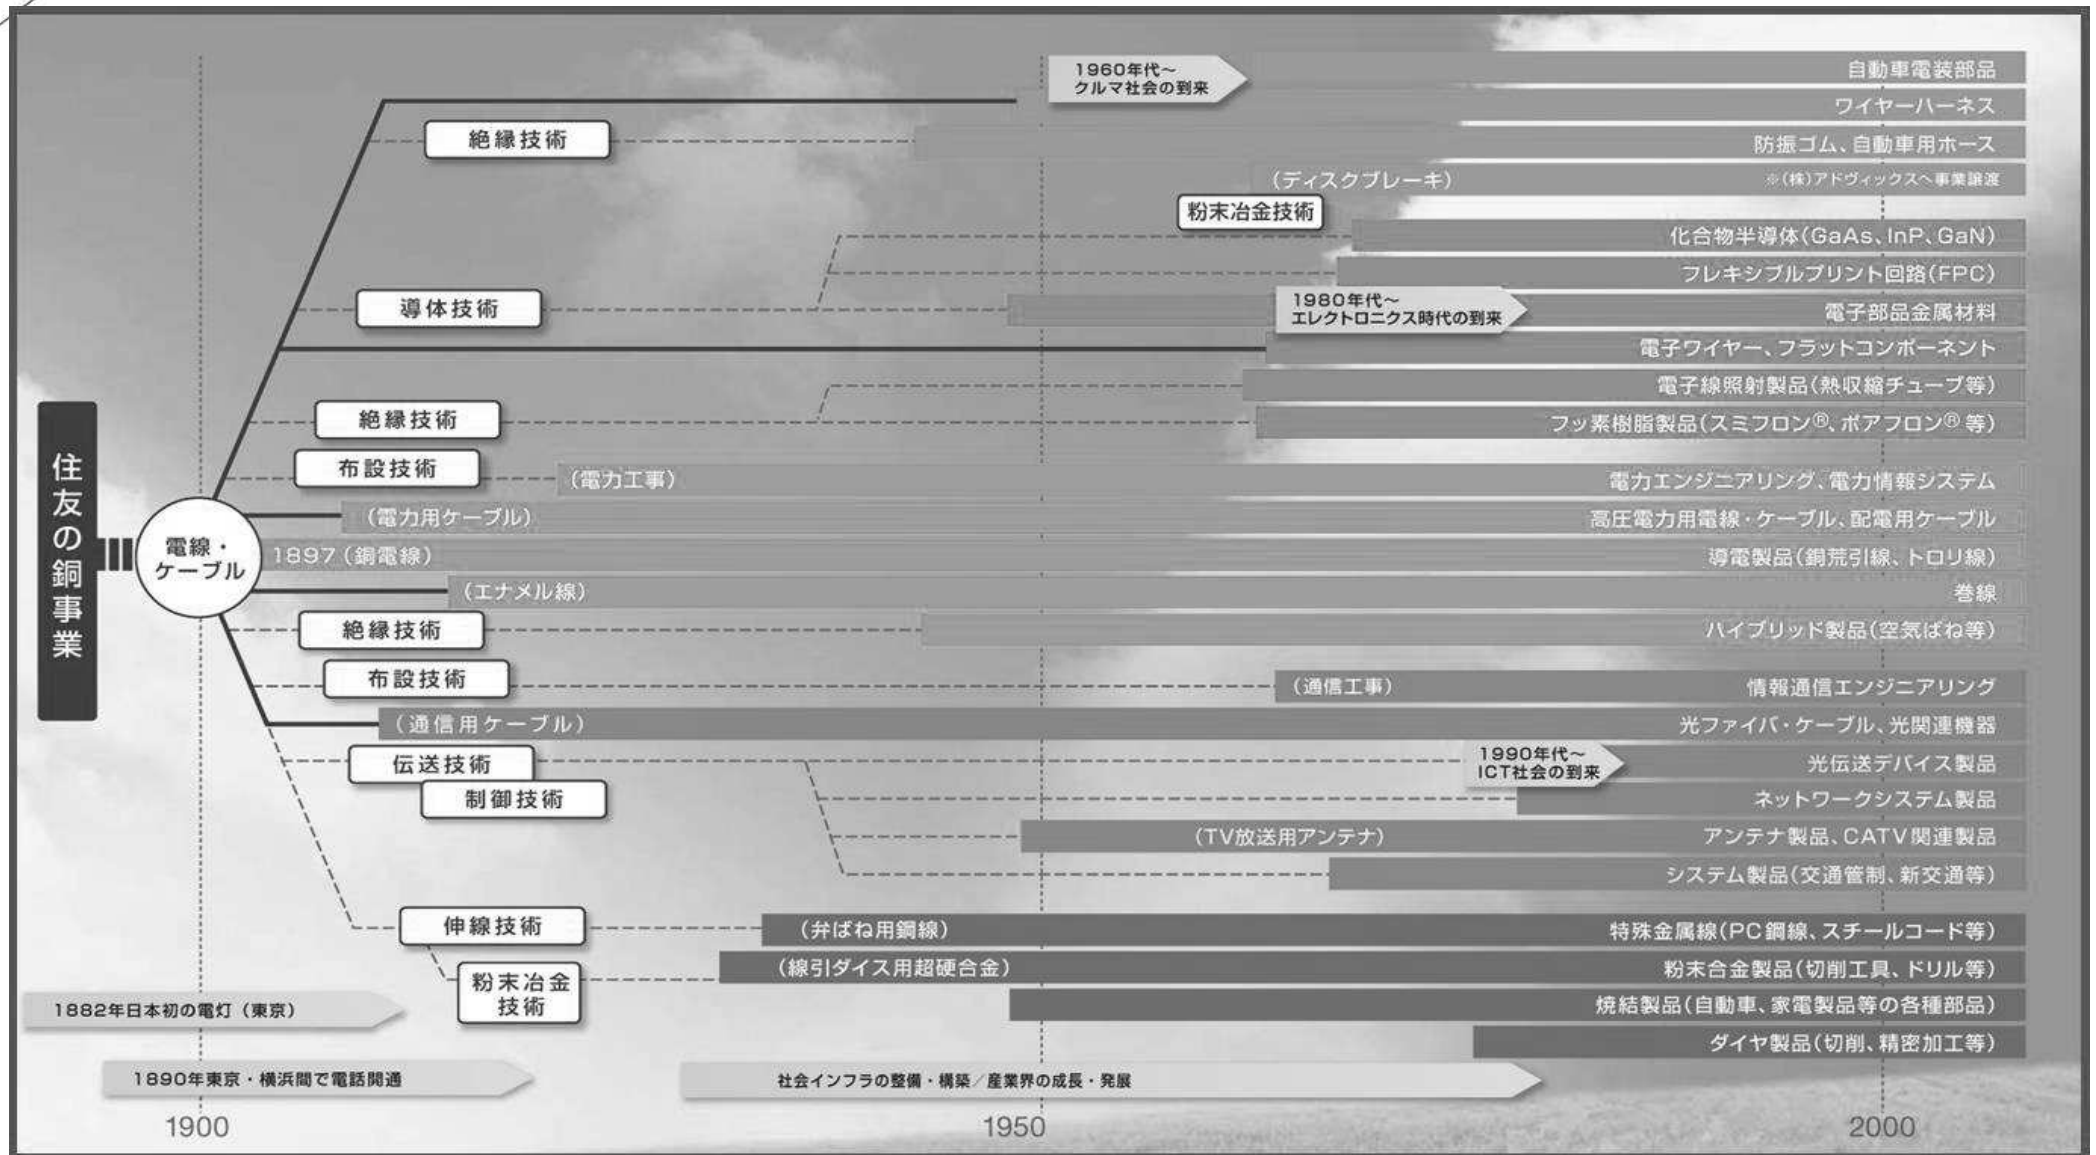 1960年代～
クルマ社会の到来
自動車電装部品
ワイヤーハーネス
絶縁技術
防振ゴム、自動車用ホース
（ディスクブレーキ）
※(株)アドヴィックスへ事業譲渡
粉末冶金技術
化合物半導体(GaAs、InP、GaN)
フレキシブルプリント回路(FPC)
導体技術
1980年代～
エレクトロニクス時代の到来
電子部品金属材料
電子ワイヤー、フラットコンポーネント
電子線照射製品(熱収縮チューブ等)
絶縁技術
フッ素樹脂製品(スミフロン®、ポアフロン®等)
住友の銅事業
布設技術
（電力工事）
電力エンジニアリング、電力情報システム
（電力用ケーブル）
高圧電力用電線・ケーブル、配電用ケーブル
電線・
ケーブル
1897（銅電線）
導電製品(銅荒引線、トロリ線)
（エナメル線）
巻線
絶縁技術
ハイブリッド製品(空気ばね等)
布設技術
（通信工事）
情報通信エンジニアリング
（通信用ケーブル）
光ファイバ・ケーブル、光関連機器
伝送技術
1990年代～
ICT社会の到来
光伝送デバイス製品
制御技術
ネットワークシステム製品
（TV放送用アンテナ）
アンテナ製品、CATV関連製品
システム製品(交通管制、新交通等)
伸線技術
（弁ばね用鋼線）
特殊金属線(PC鋼線、スチールコード等)
粉末冶金
技術
（線引ダイス用超硬合金）
粉末合金製品(切削工具、ドリル等)
焼結製品(自動車、家電製品等の各種部品)
1882年日本初の電灯（東京）
ダイヤ製品(切削、精密加工等)
1890年東京・横浜間で電話開通
社会インフラの整備・構築／産業界の成長・発展
1900
1950
2000